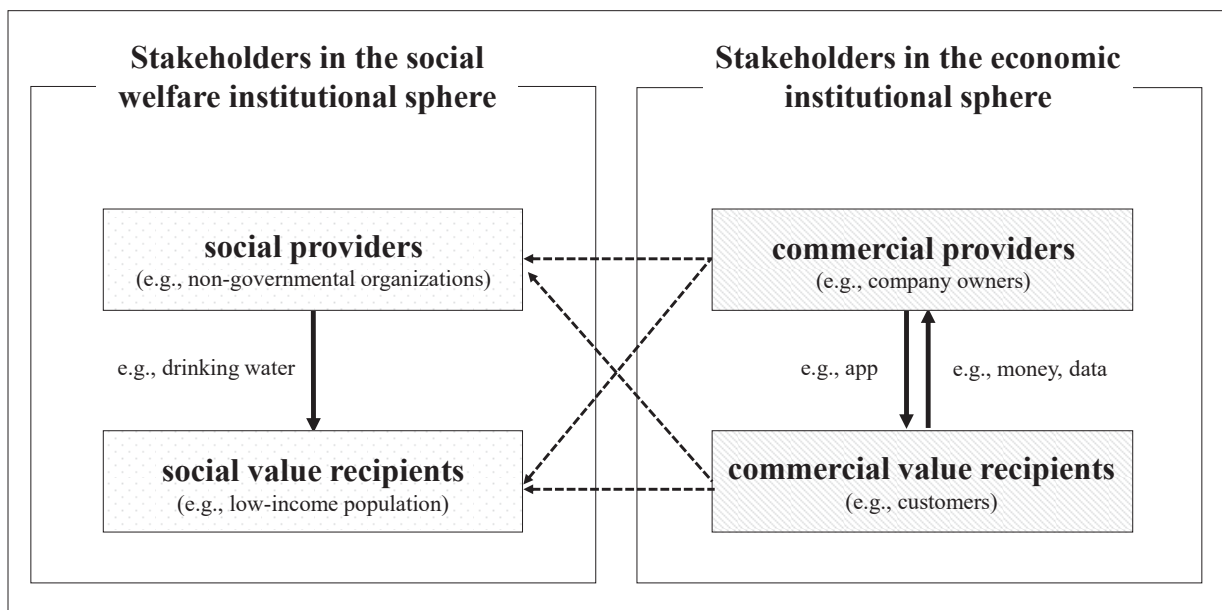 Stakeholders in the social
welfare institutional sphere
Stakeholders in the economic
institutional sphere
social providers
(e.g., non-governmental organizations)
commercial providers
(e.g., company owners)
e.g., drinking water
e.g., app
e.g., money, data
social value recipients
(e.g., low-income population)
commercial value recipients
(e.g., customers)